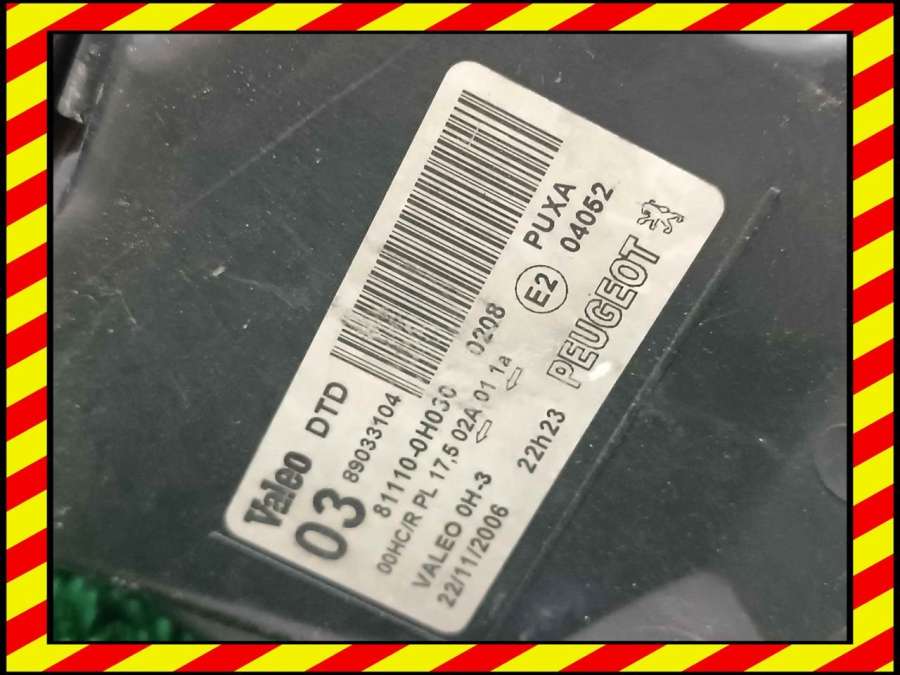 Valeo DTD
03 89033104
81110-0H030 0208
00HC/R PL 17,5 02A 01 1a
VALEO 0H-3
22/11/2006 22h23
E2
PUXA
04052
PEUGEOT